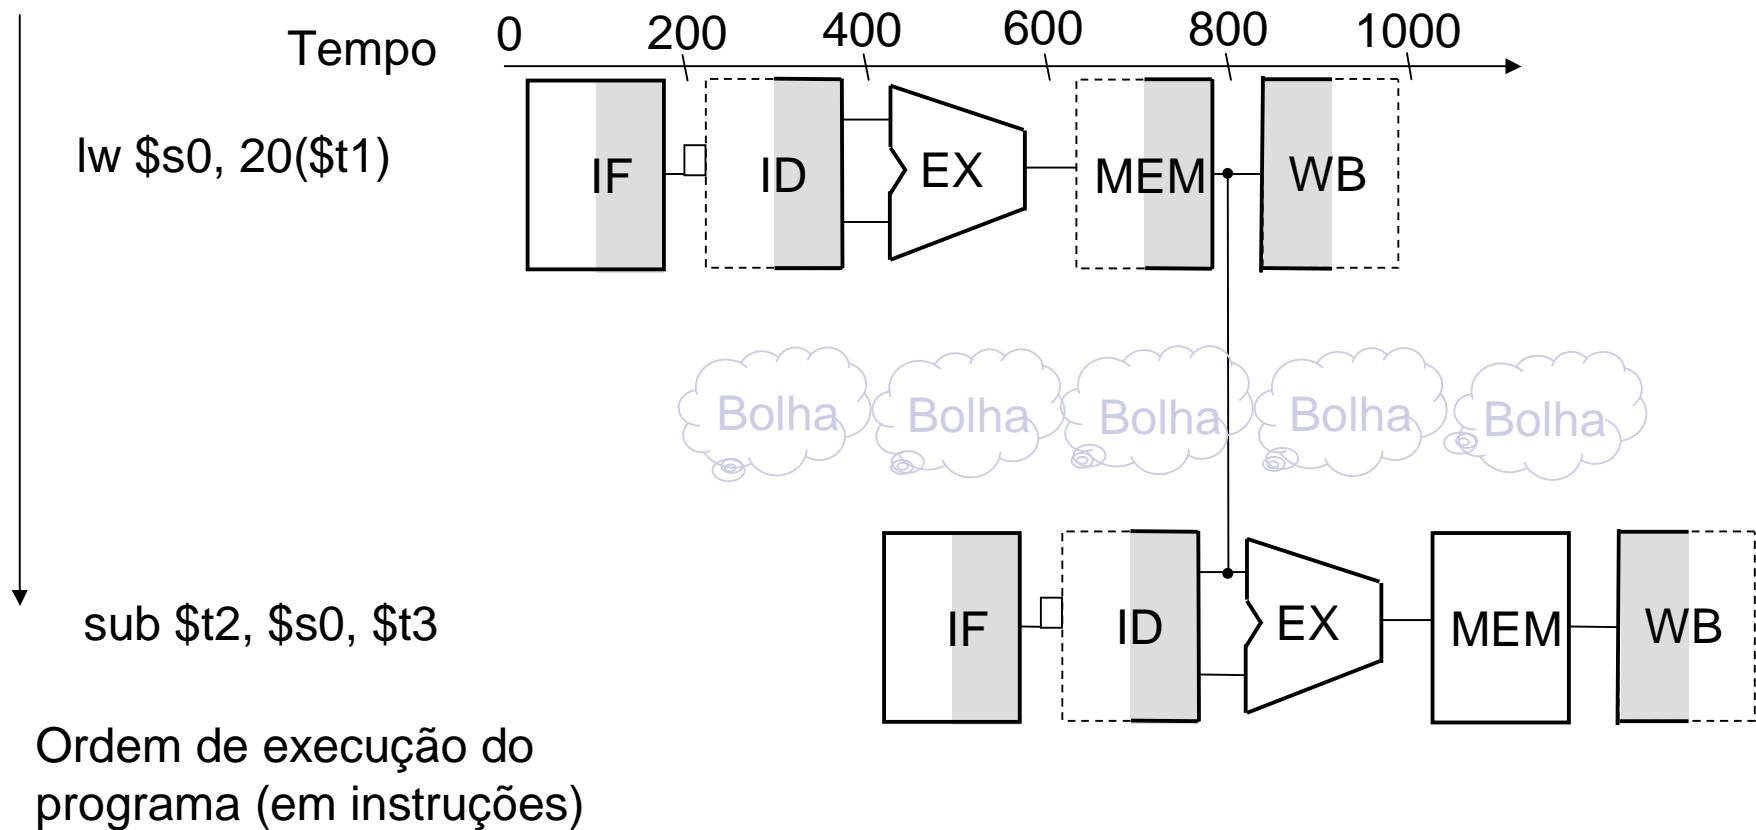 Tempo 0 200 400 600 800 1000
lw $s0, 20($t1) IF ID EX MEM WB
Bolha Bolha Bolha Bolha Bolha
sub $t2, $s0, $t3 IF ID EX MEM WB
Ordem de execução do
programa (em instruções)